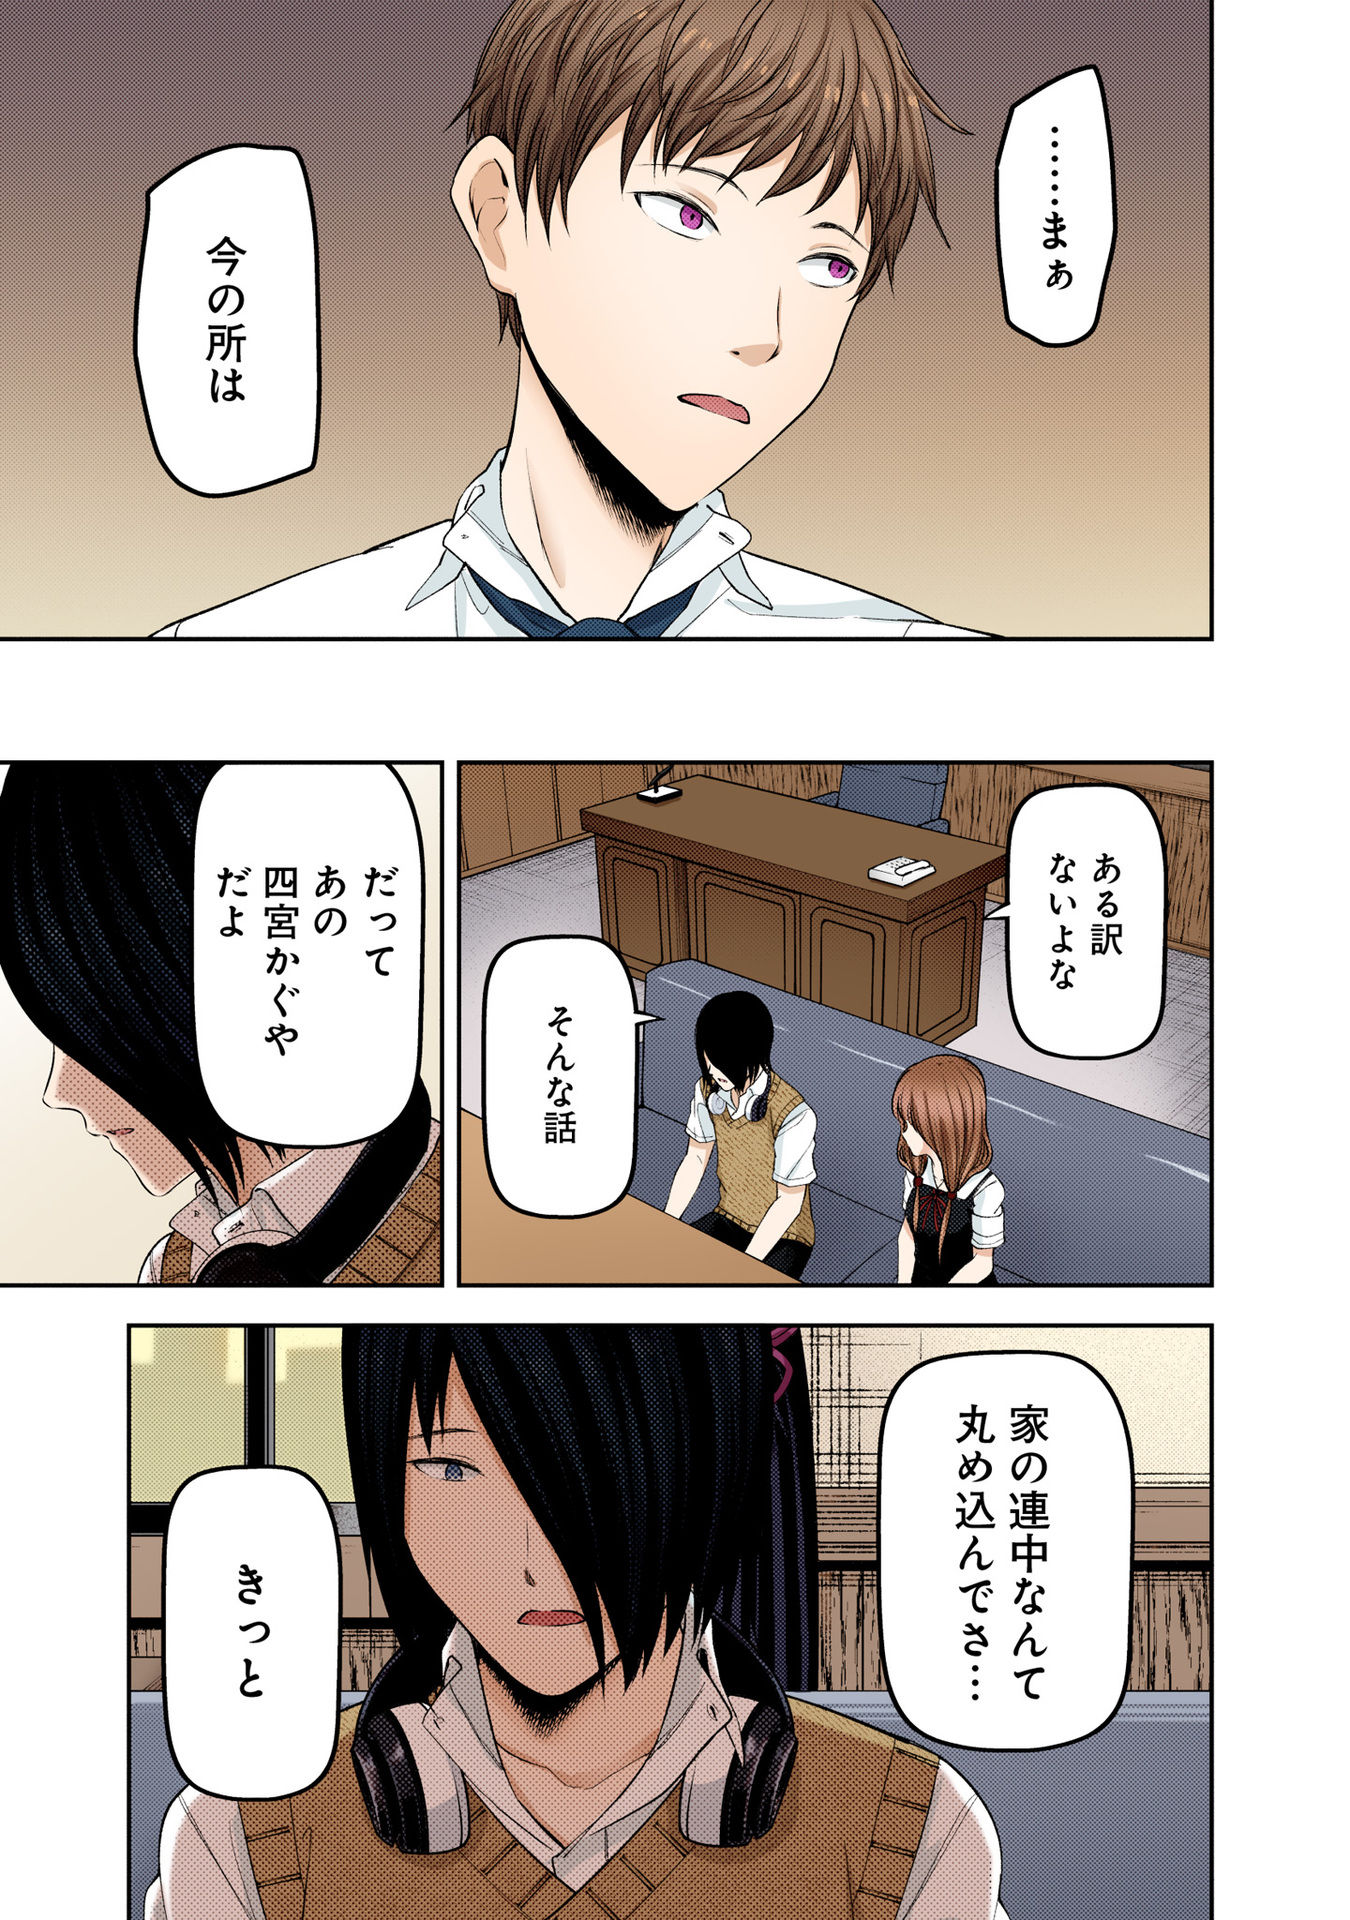 ……まぁ
今の所は
ある訳
ないよな
そんな話
だって
あの
四宮かぐや
だよ
家の連中なんて
丸め込んでさ…
きっと